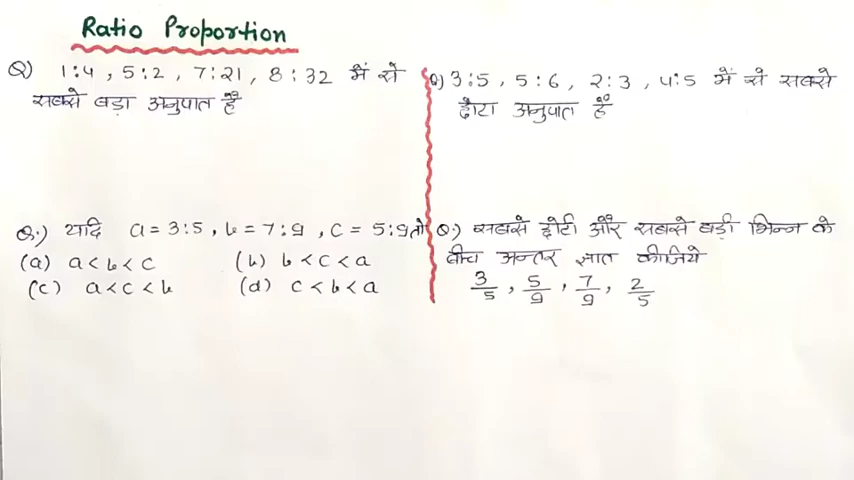 Ratio Proportion
Q) 1:4 , 5:2 , 7:21 , 8:32 में से
सबसे बड़ा अनुपात है
Q) 3:5 , 5:6 , 2:3 , 4:5 में से सबसे
छोटा अनुपात है
Q.) यदि a = 3:5 , b = 7:9 , c = 5:9 तो
(a) a < b < c (b) b < c < a
(c) a < c < b (d) c < b < a
Q.) सबसे छोटी और सबसे बड़ी भिन्न के
बीच अन्तर ज्ञात कीजिये
3/5 , 5/9 , 7/9 , 2/5